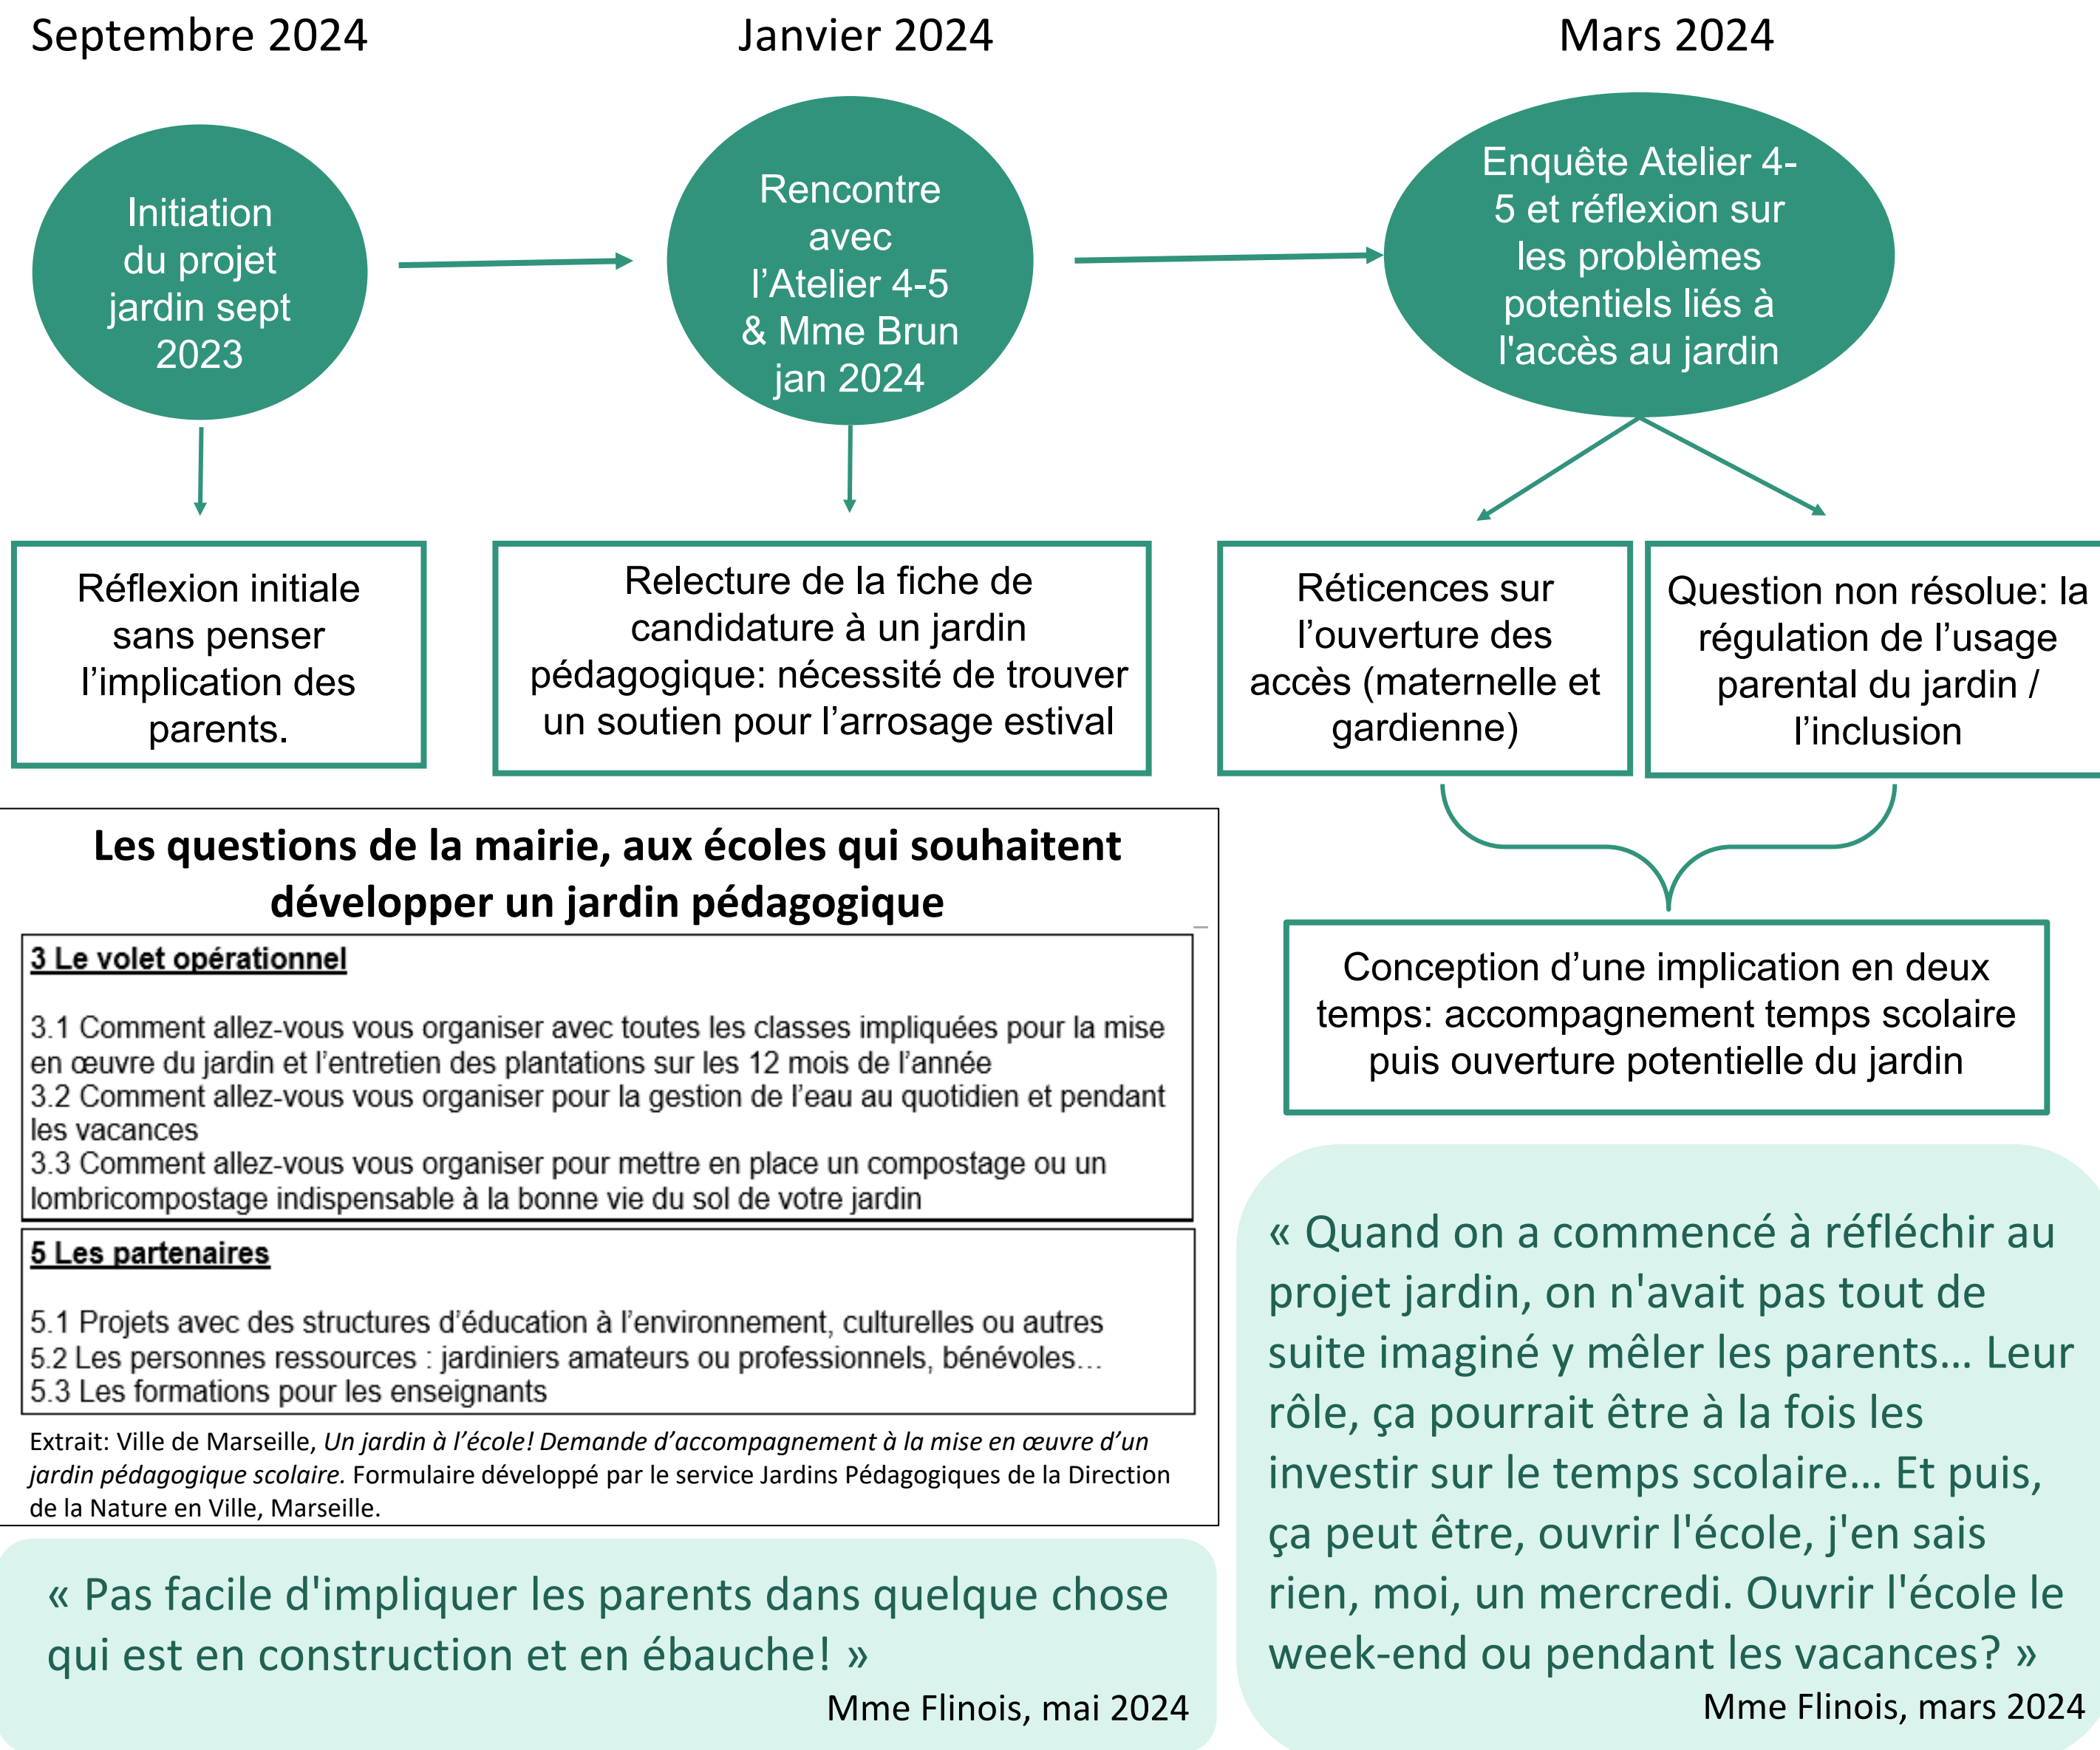 Septembre 2024
Janvier 2024
Mars 2024
Initiation
du projet
jardin sept
2023
Rencontre
avec
l’Atelier 4-5
& Mme Brun
jan 2024
Enquête Atelier 4-
5 et réflexion sur
les problèmes
potentiels liés à
l'accès au jardin
Réflexion initiale
sans penser
l’implication des
parents.
Relecture de la fiche de
candidature à un jardin
pédagogique: nécessité de trouver
un soutien pour l’arrosage estival
Réticences sur
l’ouverture des
accès (maternelle et
gardienne)
Question non résolue: la
régulation de l’usage
parental du jardin /
l’inclusion
Conception d’une implication en deux
temps: accompagnement temps scolaire
puis ouverture potentielle du jardin
Les questions de la mairie, aux écoles qui souhaitent
développer un jardin pédagogique
3 Le volet opérationnel
3.1 Comment allez-vous vous organiser avec toutes les classes impliquées pour la mise
en œuvre du jardin et l’entretien des plantations sur les 12 mois de l’année
3.2 Comment allez-vous vous organiser pour la gestion de l’eau au quotidien et pendant
les vacances
3.3 Comment allez-vous vous organiser pour mettre en place un compostage ou un
lombricompostage indispensable à la bonne vie du sol de votre jardin
5 Les partenaires
5.1 Projets avec des structures d’éducation à l’environnement, culturelles ou autres
5.2 Les personnes ressources : jardiniers amateurs ou professionnels, bénévoles…
5.3 Les formations pour les enseignants
Extrait: Ville de Marseille, Un jardin à l’école! Demande d’accompagnement à la mise en œuvre d’un
jardin pédagogique scolaire. Formulaire développé par le service Jardins Pédagogiques de la Direction
de la Nature en Ville, Marseille.
« Pas facile d'impliquer les parents dans quelque chose
qui est en construction et en ébauche! »
Mme Flinois, mai 2024
« Quand on a commencé à réfléchir au
projet jardin, on n'avait pas tout de
suite imaginé y mêler les parents… Leur
rôle, ça pourrait être à la fois les
investir sur le temps scolaire… Et puis,
ça peut être, ouvrir l'école, j'en sais
rien, moi, un mercredi. Ouvrir l'école le
week-end ou pendant les vacances? »
Mme Flinois, mars 2024